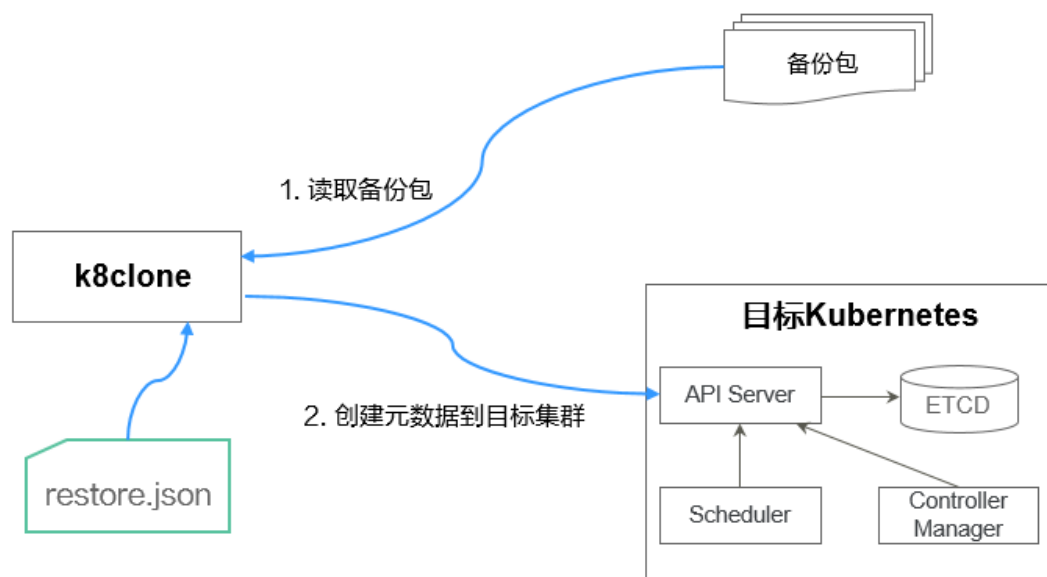 备份包
1. 读取备份包
k8clone
目标Kubernetes
API Server
ETCD
2. 创建元数据到目标集群
restore.json
Scheduler
Controller
Manager